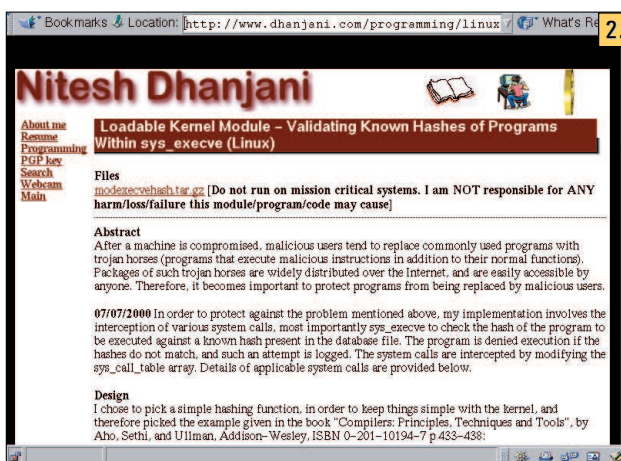 Bookmarks Location: http://www.dhanjani.com/programming/linux What's Re
2.
Nitesh Dhanjani
About me
Resume
Programming
PGP key
Search
Webcam
Main
Loadable Kernel Module – Validating Known Hashes of Programs
Within sys_execve (Linux)
Files
modexecvehash.tar.gz [Do not run on mission critical systems. I am NOT responsible for ANY
harm/loss/failure this module/program/code may cause]
Abstract
After a machine is compromised, malicious users tend to replace commonly used programs with
trojan horses (programs that execute malicious instructions in addition to their normal functions).
Packages of such trojan horses are widely distributed over the Internet, and are easily accessible by
anyone. Therefore, it becomes important to protect programs from being replaced by malicious users.
07/07/2000 In order to protect against the problem mentioned above, my implementation involves the
interception of various system calls, most importantly sys_execve to check the hash of the program to
be executed against a known hash present in the database file. The program is denied execution if the
hashes do not match, and such an attempt is logged. The system calls are intercepted by modifying the
sys_call_table array. Details of applicable system calls are provided below.
Design
I chose to pick a simple hashing function, in order to keep things simple with the kernel, and
therefore picked the example given in the book "Compilers: Principles, Techniques and Tools", by
Aho, Sethi, and Ullman, Addison–Wesley, ISBN 0–201–10194–7 p 433–438: